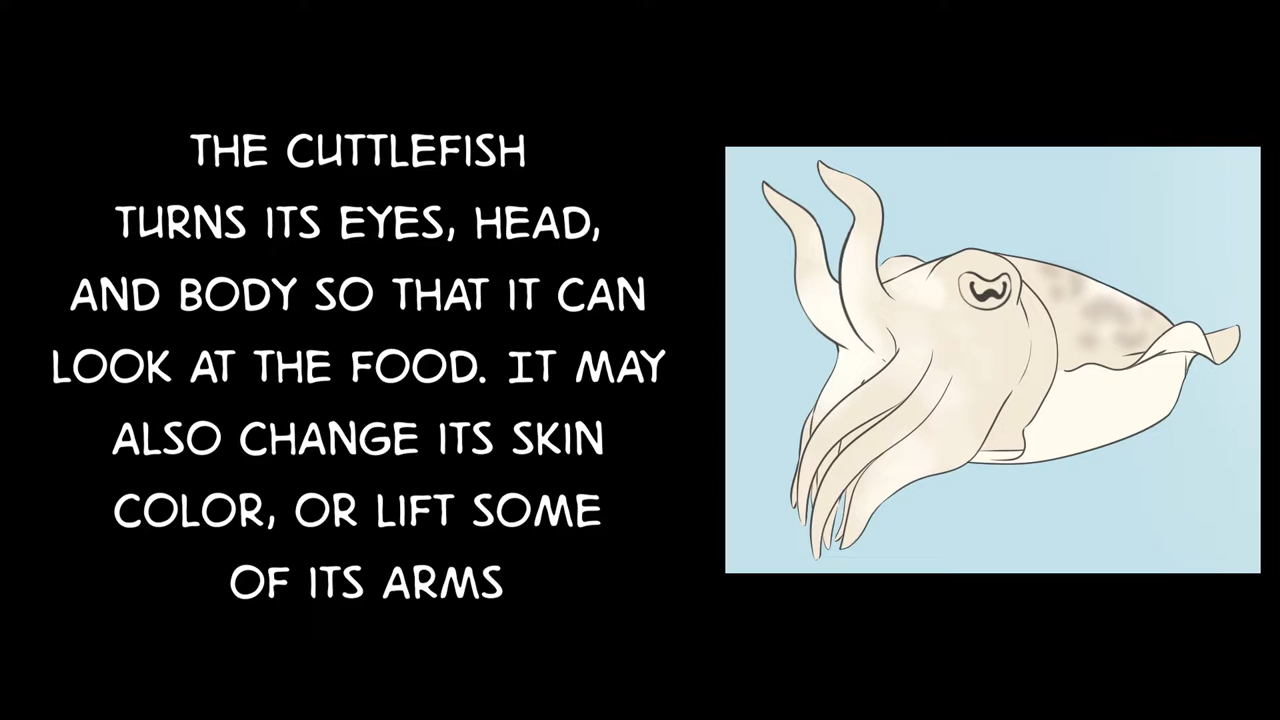 THE CUTTLEFISH
TURNS ITS EYES, HEAD,
AND BODY SO THAT IT CAN
LOOK AT THE FOOD. IT MAY
ALSO CHANGE ITS SKIN
COLOR, OR LIFT SOME
OF ITS ARMS